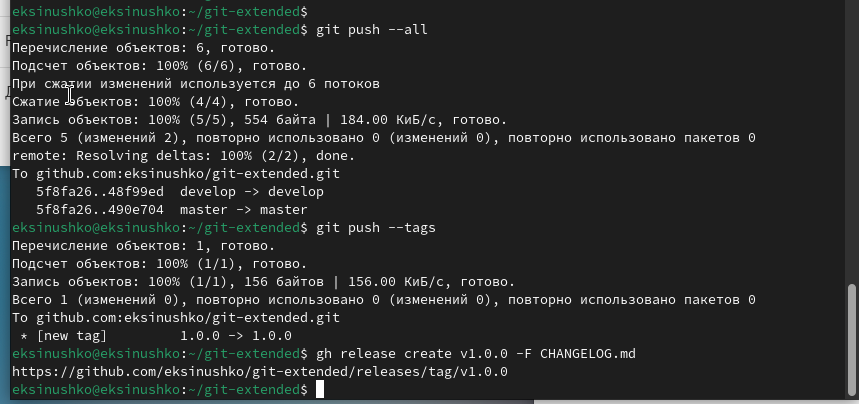 eksinushko@eksinushko:~/git-extended$
eksinushko@eksinushko:~/git-extended$ git push --all
Перечисление объектов: 6, готово.
Подсчет объектов: 100% (6/6), готово.
При сжатии изменений используется до 6 потоков
Сжатие объектов: 100% (4/4), готово.
Запись объектов: 100% (5/5), 554 байта | 184.00 КиБ/с, готово.
Всего 5 (изменений 2), повторно использовано 0 (изменений 0), повторно использовано пакетов 0
remote: Resolving deltas: 100% (2/2), done.
To github.com:eksinushko/git-extended.git
   5f8fa26..48f99ed  develop -> develop
   5f8fa26..490e704  master -> master
eksinushko@eksinushko:~/git-extended$ git push --tags
Перечисление объектов: 1, готово.
Подсчет объектов: 100% (1/1), готово.
Запись объектов: 100% (1/1), 156 байтов | 156.00 КиБ/с, готово.
Всего 1 (изменений 0), повторно использовано 0 (изменений 0), повторно использовано пакетов 0
To github.com:eksinushko/git-extended.git
 * [new tag]         1.0.0 -> 1.0.0
eksinushko@eksinushko:~/git-extended$ gh release create v1.0.0 -F CHANGELOG.md
https://github.com/eksinushko/git-extended/releases/tag/v1.0.0
eksinushko@eksinushko:~/git-extended$